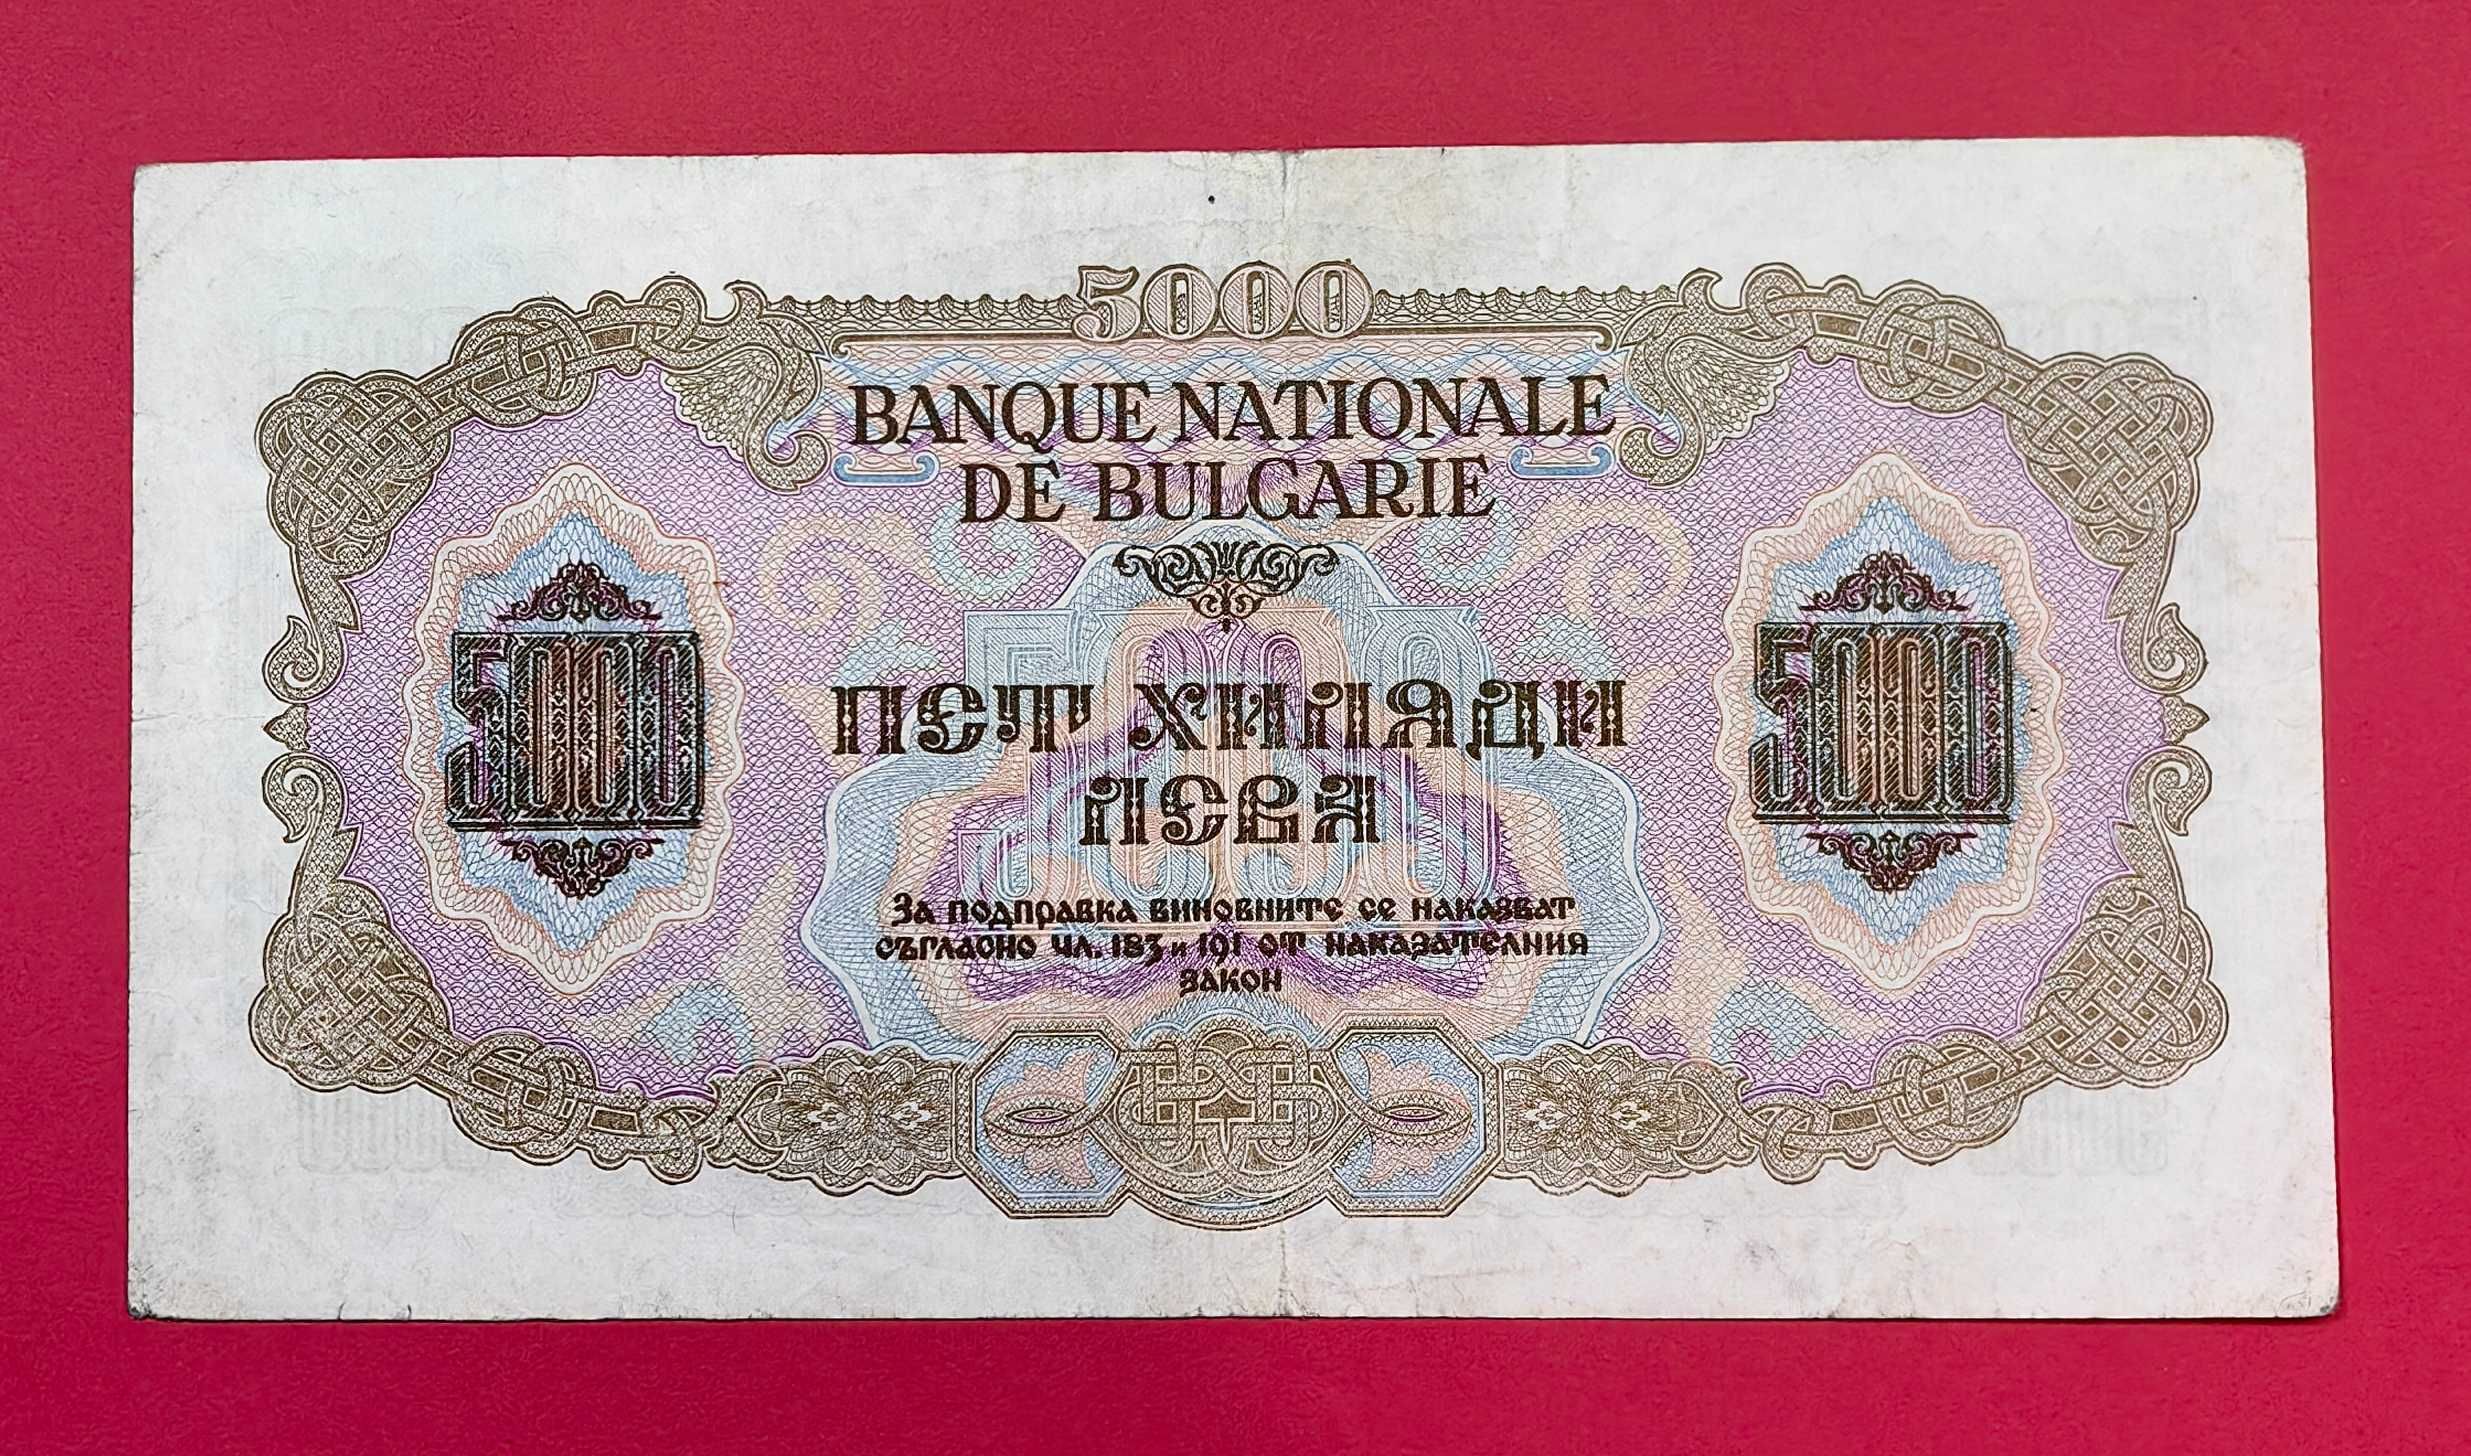 5000
BANQUE NATIONALE
DE BULGARIE
5000
5000
5000
ПЕТ ХИЛЯДИ
ЛЕВА
За подправка виновните се наказват
съгласно чл. 183 и 191 от наказателния
закон